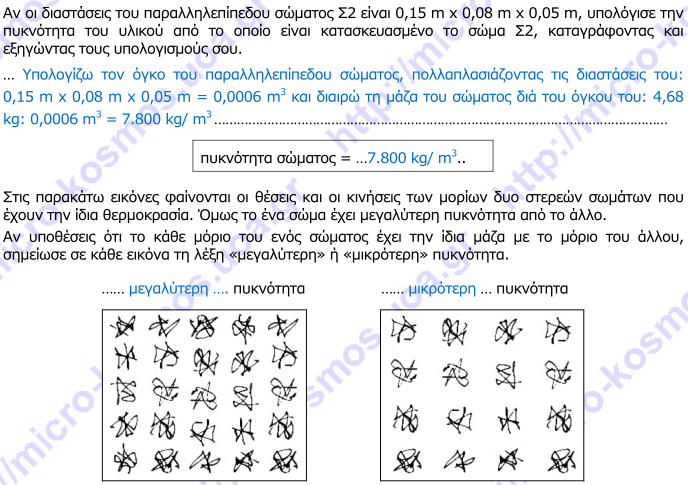 Αν οι διαστάσεις του παραλληλεπίπεδου σώματος Σ2 είναι 0,15 m x 0,08 m x 0,05 m, υπολόγισε την
πυκνότητα του υλικού από το οποίο είναι κατασκευασμένο το σώμα Σ2, καταγράφοντας και
εξηγώντας τους υπολογισμούς σου.
... Υπολογίζω τον όγκο του παραλληλεπίπεδου σώματος, πολλαπλασιάζοντας τις διαστάσεις του:
0,15 m x 0,08 m x 0,05 m = 0,0006 m³ και διαιρώ τη μάζα του σώματος διά του όγκου του: 4,68
kg: 0,0006 m³ = 7.800 kg/ m³ ........................................................................................................
πυκνότητα σώματος = ...7.800 kg/ m³..
Στις παρακάτω εικόνες φαίνονται οι θέσεις και οι κινήσεις των μορίων δυο στερεών σωμάτων που
έχουν την ίδια θερμοκρασία. Όμως το ένα σώμα έχει μεγαλύτερη πυκνότητα από το άλλο.
Αν υποθέσεις ότι το κάθε μόριο του ενός σώματος έχει την ίδια μάζα με το μόριο του άλλου,
σημείωσε σε κάθε εικόνα τη λέξη «μεγαλύτερη» ή «μικρότερη» πυκνότητα.
...... μεγαλύτερη .... πυκνότητα
...... μικρότερη ... πυκνότητα
http://micro-kosmos.uoa.gr